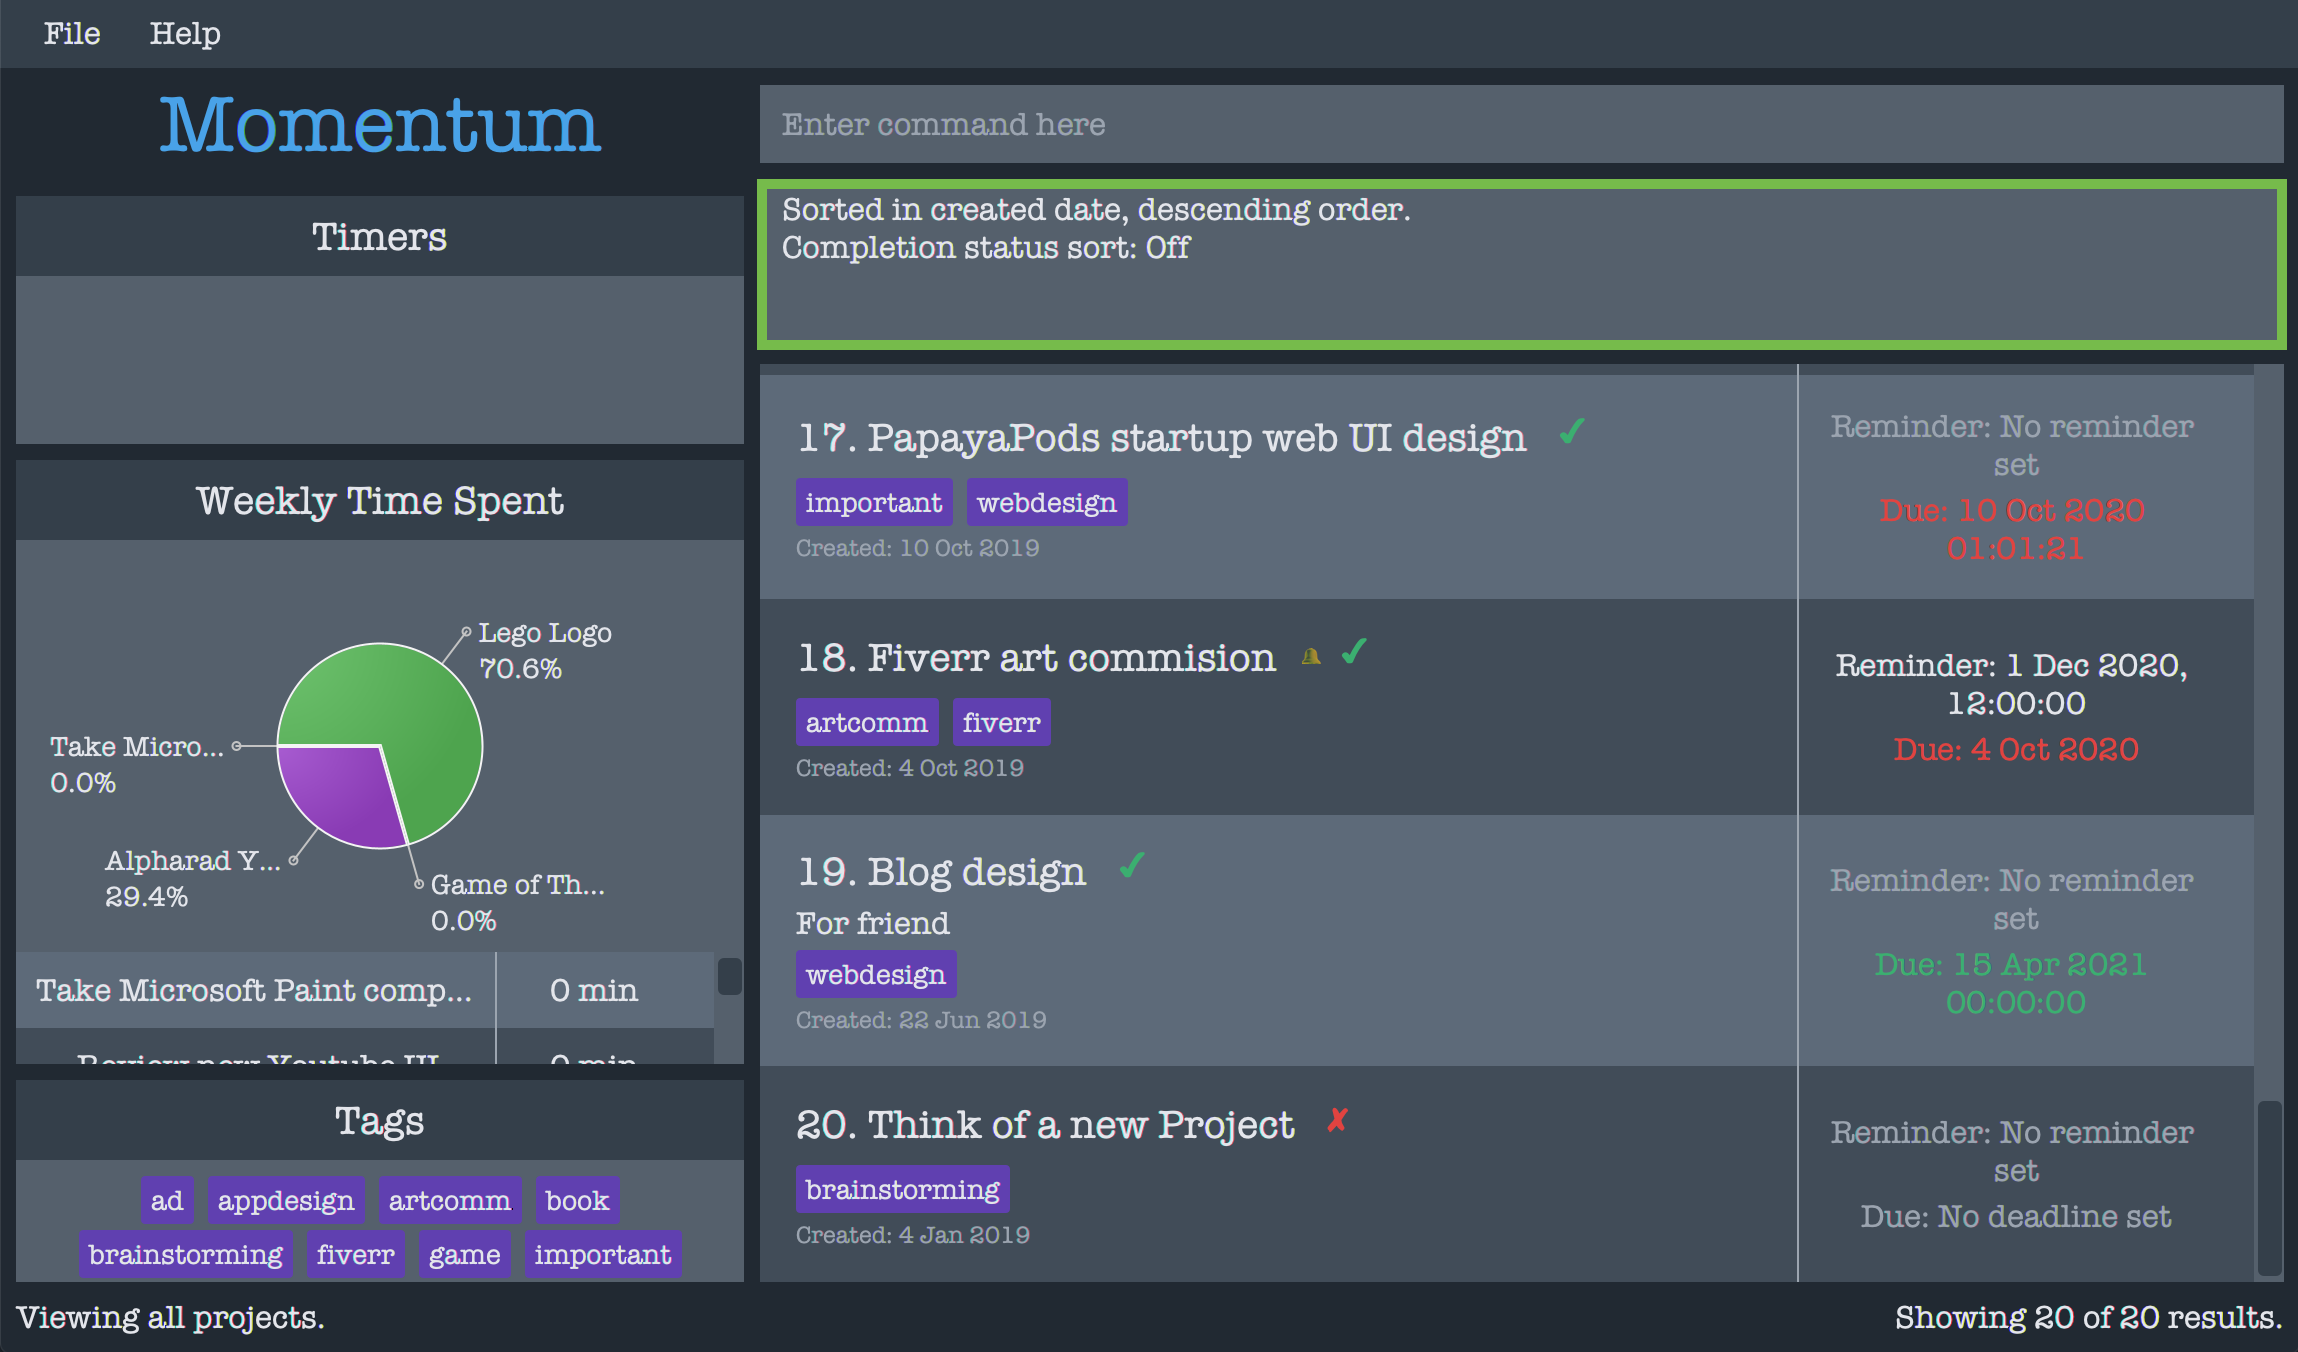 File Help
Momentum
Enter command here
Sorted in created date, descending order.
Completion status sort: Off
Timers
Weekly Time Spent
Lego Logo
70.6%
Take Micro...
0.0%
Alpharad Y...
29.4%
Game of Th...
0.0%
Take Microsoft Paint comp... 0 min
Review new Youtube UI 0 min
Tags
ad appdesign artcomm book
brainstorming fiverr game important
17. PapayaPods startup web UI design
important webdesign
Created: 10 Oct 2019
Reminder: No reminder
set
Due: 10 Oct 2020
01:01:21
18. Fiverr art commision
artcomm fiverr
Created: 4 Oct 2019
Reminder: 1 Dec 2020,
12:00:00
Due: 4 Oct 2020
19. Blog design
For friend
webdesign
Created: 22 Jun 2019
Reminder: No reminder
set
Due: 15 Apr 2021
00:00:00
20. Think of a new Project
brainstorming
Created: 4 Jan 2019
Reminder: No reminder
set
Due: No deadline set
Viewing all projects.
Showing 20 of 20 results.